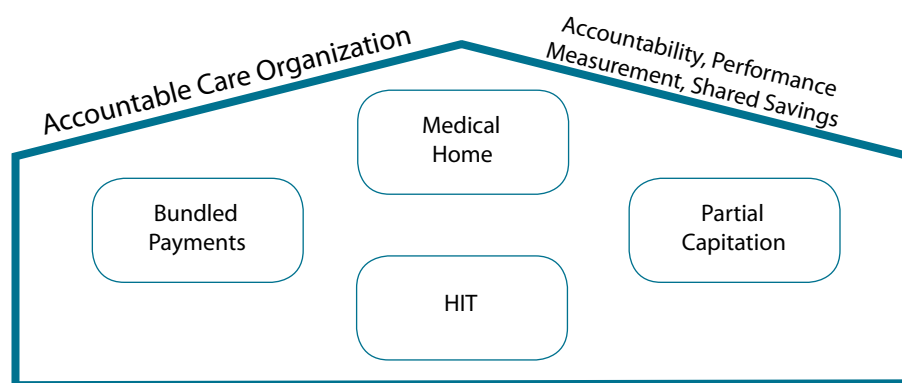 Accountable Care Organization
Accountability, Performance
Measurement, Shared Savings
Medical
Home
Bundled
Payments
Partial
Capitation
HIT